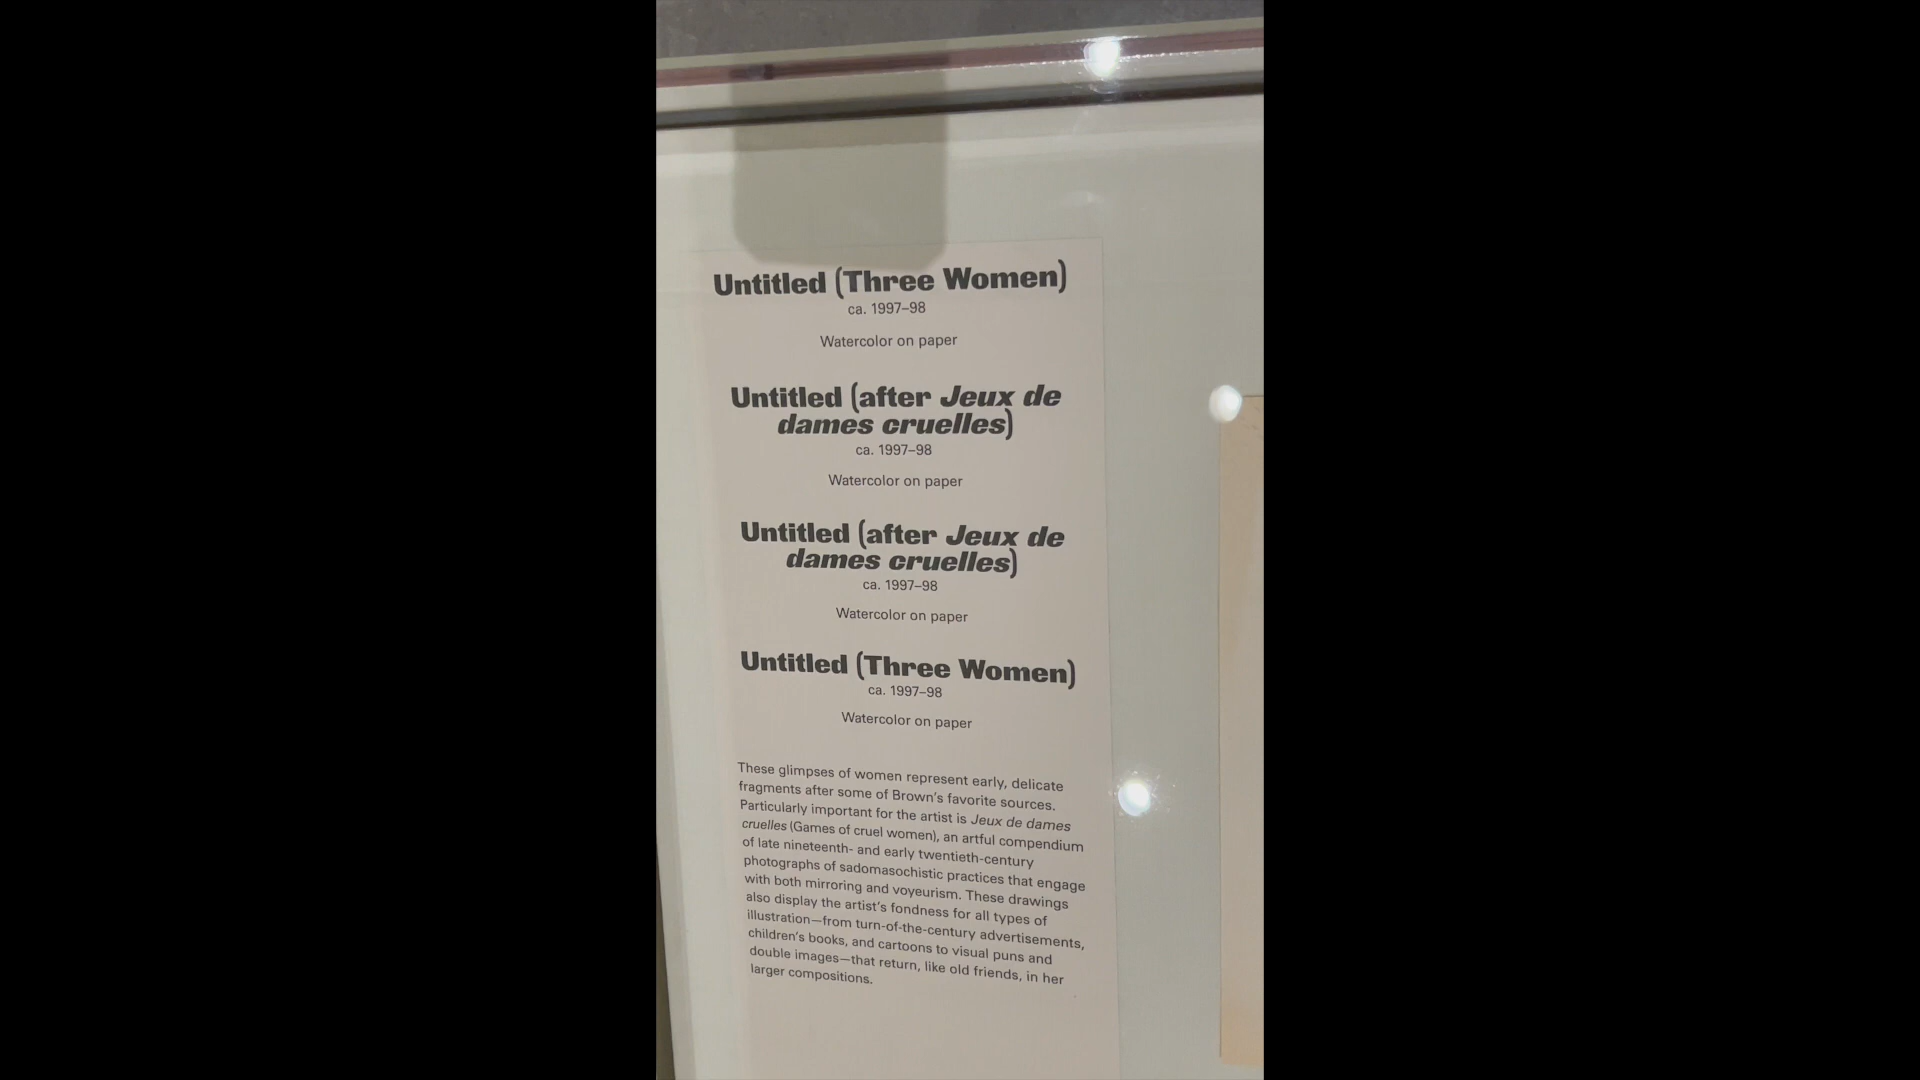 Untitled (Three Women)
ca. 1997–98
Watercolor on paper
Untitled (after Jeux de
dames cruelles)
ca. 1997–98
Watercolor on paper
Untitled (after Jeux de
dames cruelles)
ca. 1997–98
Watercolor on paper
Untitled (Three Women)
ca. 1997–98
Watercolor on paper
These glimpses of women represent early, delicate
fragments after some of Brown's favorite sources.
Particularly important for the artist is Jeux de dames
cruelles (Games of cruel women), an artful compendium
of late nineteenth- and early twentieth-century
photographs of sadomasochistic practices that engage
with both mirroring and voyeurism. These drawings
also display the artist's fondness for all types of
illustration—from turn-of-the-century advertisements,
children's books, and cartoons to visual puns and
double images—that return, like old friends, in her
larger compositions.